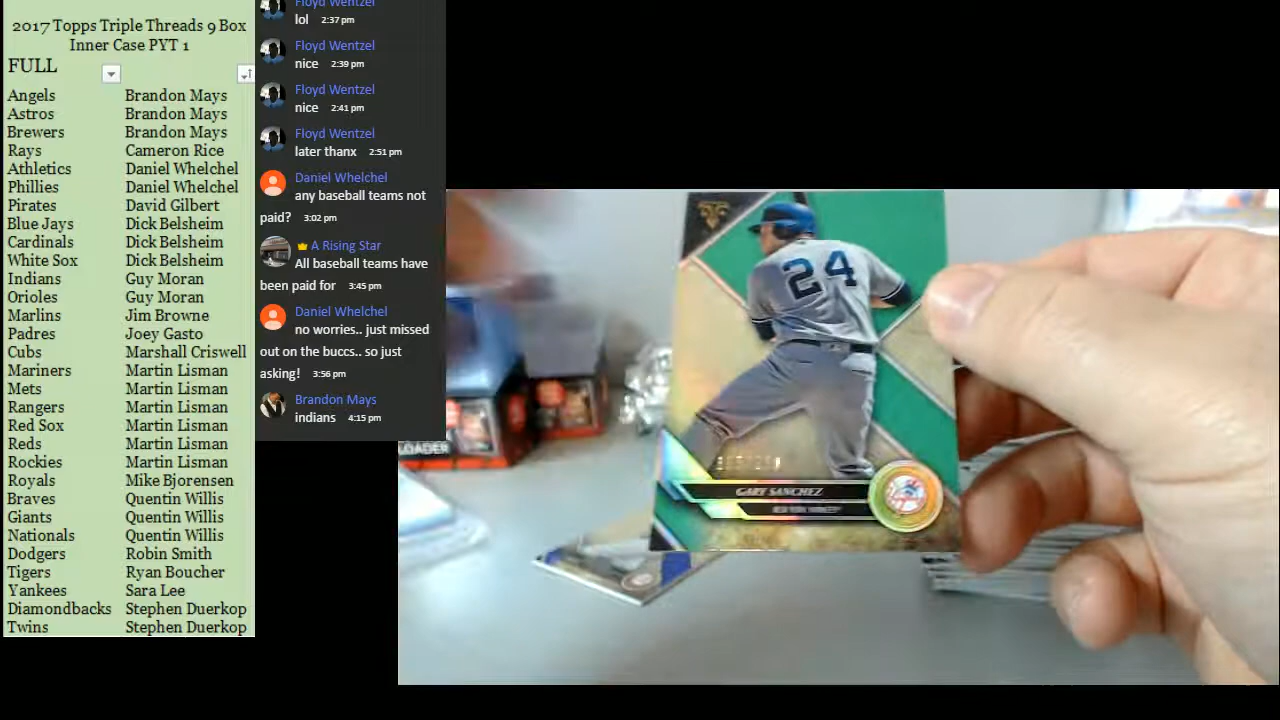 2017 Topps Triple Threads 9 Box
Inner Case PYT 1
FULL
Angels Brandon Mays
Astros Brandon Mays
Brewers Brandon Mays
Rays Cameron Rice
Athletics Daniel Whelchel
Phillies Daniel Whelchel
Pirates David Gilbert
Blue Jays Dick Belsheim
Cardinals Dick Belsheim
White Sox Dick Belsheim
Indians Guy Moran
Orioles Guy Moran
Marlins Jim Browne
Padres Joey Gasto
Cubs Marshall Criswell
Mariners Martin Lisman
Mets Martin Lisman
Rangers Martin Lisman
Red Sox Martin Lisman
Reds Martin Lisman
Rockies Martin Lisman
Royals Mike Bjorensen
Braves Quentin Willis
Giants Quentin Willis
Nationals Quentin Willis
Dodgers Robin Smith
Tigers Ryan Boucher
Yankees Sara Lee
Diamondbacks Stephen Duerkop
Twins Stephen Duerkop
Floyd Wentzel
lol 2:37 pm
Floyd Wentzel
nice 2:39 pm
Floyd Wentzel
nice 2:41 pm
Floyd Wentzel
later thanx 2:51 pm
Daniel Whelchel
any baseball teams not
paid? 3:02 pm
A Rising Star
All baseball teams have
been paid for 3:45 pm
Daniel Whelchel
no worries.. just missed
out on the buccs.. so just
asking! 3:56 pm
Brandon Mays
indians 4:15 pm
24
GARY SANCHEZ
NEW YORK YANKEES
LOADER